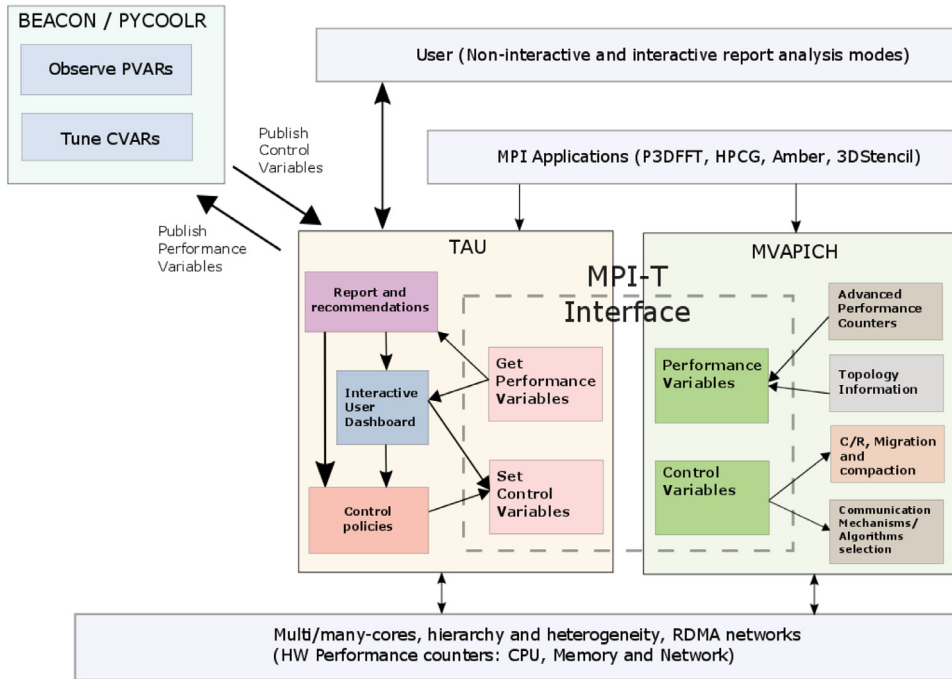 BEACON / PYCOOLR
Observe PVARs
Tune CVARs
User (Non-interactive and interactive report analysis modes)
Publish
Control
Variables
MPI Applications (P3DFFT, HPCG, Amber, 3DStencil)
Publish
Performance
Variables
TAU
MVAPICH
MPI-T
Interface
Report and
recommendations
Get
Performance
Variables
Interactive
User
Dashboard
Set
Control
Variables
Control
policies
Performance
Variables
Control
Variables
Advanced
Performance
Counters
Topology
Information
C/R, Migration
and
compaction
Communication
Mechanisms/
Algorithms
selection
Multi/many-cores, hierarchy and heterogeneity, RDMA networks
(HW Performance counters: CPU, Memory and Network)